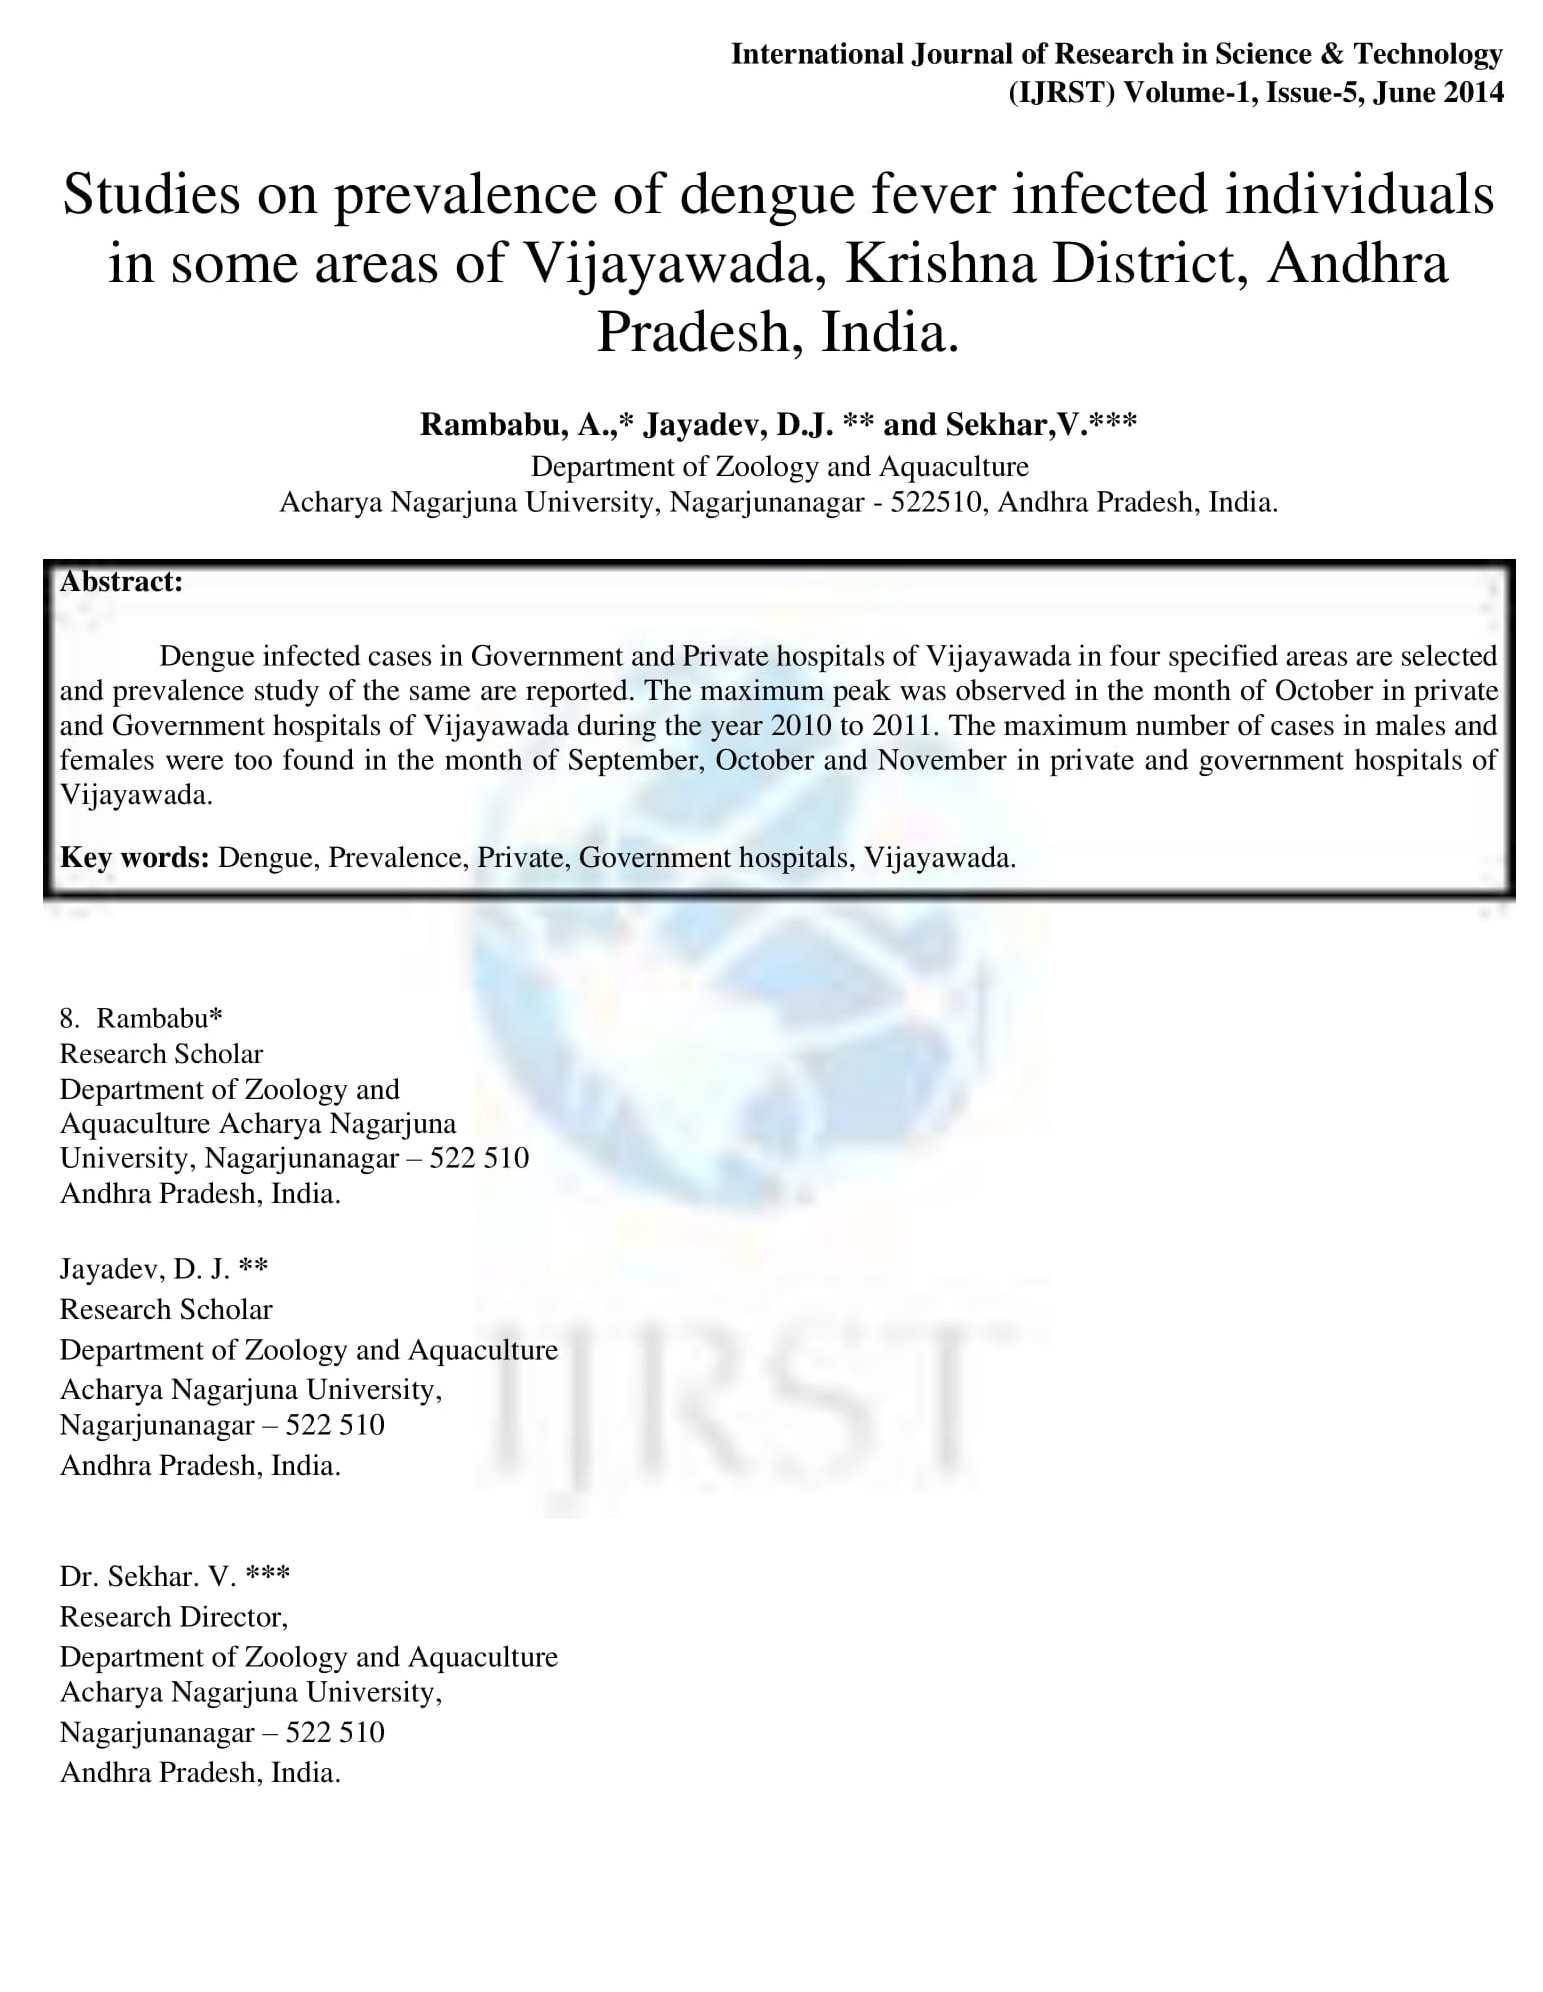 International Journal of Research in Science & Technology
(IJRST) Volume-1, Issue-5, June 2014
Studies on prevalence of dengue fever infected individuals
in some areas of Vijayawada, Krishna District, Andhra
Pradesh, India.
Rambabu, A.,* Jayadev, D.J. ** and Sekhar,V.***
Department of Zoology and Aquaculture
Acharya Nagarjuna University, Nagarjunanagar - 522510, Andhra Pradesh, India.
Abstract:
Dengue infected cases in Government and Private hospitals of Vijayawada in four specified areas are selected
and prevalence study of the same are reported. The maximum peak was observed in the month of October in private
and Government hospitals of Vijayawada during the year 2010 to 2011. The maximum number of cases in males and
females were too found in the month of September, October and November in private and government hospitals of
Vijayawada.
Key words: Dengue, Prevalence, Private, Government hospitals, Vijayawada.
8. Rambabu*
Research Scholar
Department of Zoology and
Aquaculture Acharya Nagarjuna
University, Nagarjunanagar – 522 510
Andhra Pradesh, India.
Jayadev, D. J. **
Research Scholar
Department of Zoology and Aquaculture
Acharya Nagarjuna University,
Nagarjunanagar – 522 510
Andhra Pradesh, India.
IJRST
Dr. Sekhar. V. ***
Research Director,
Department of Zoology and Aquaculture
Acharya Nagarjuna University,
Nagarjunanagar – 522 510
Andhra Pradesh, India.